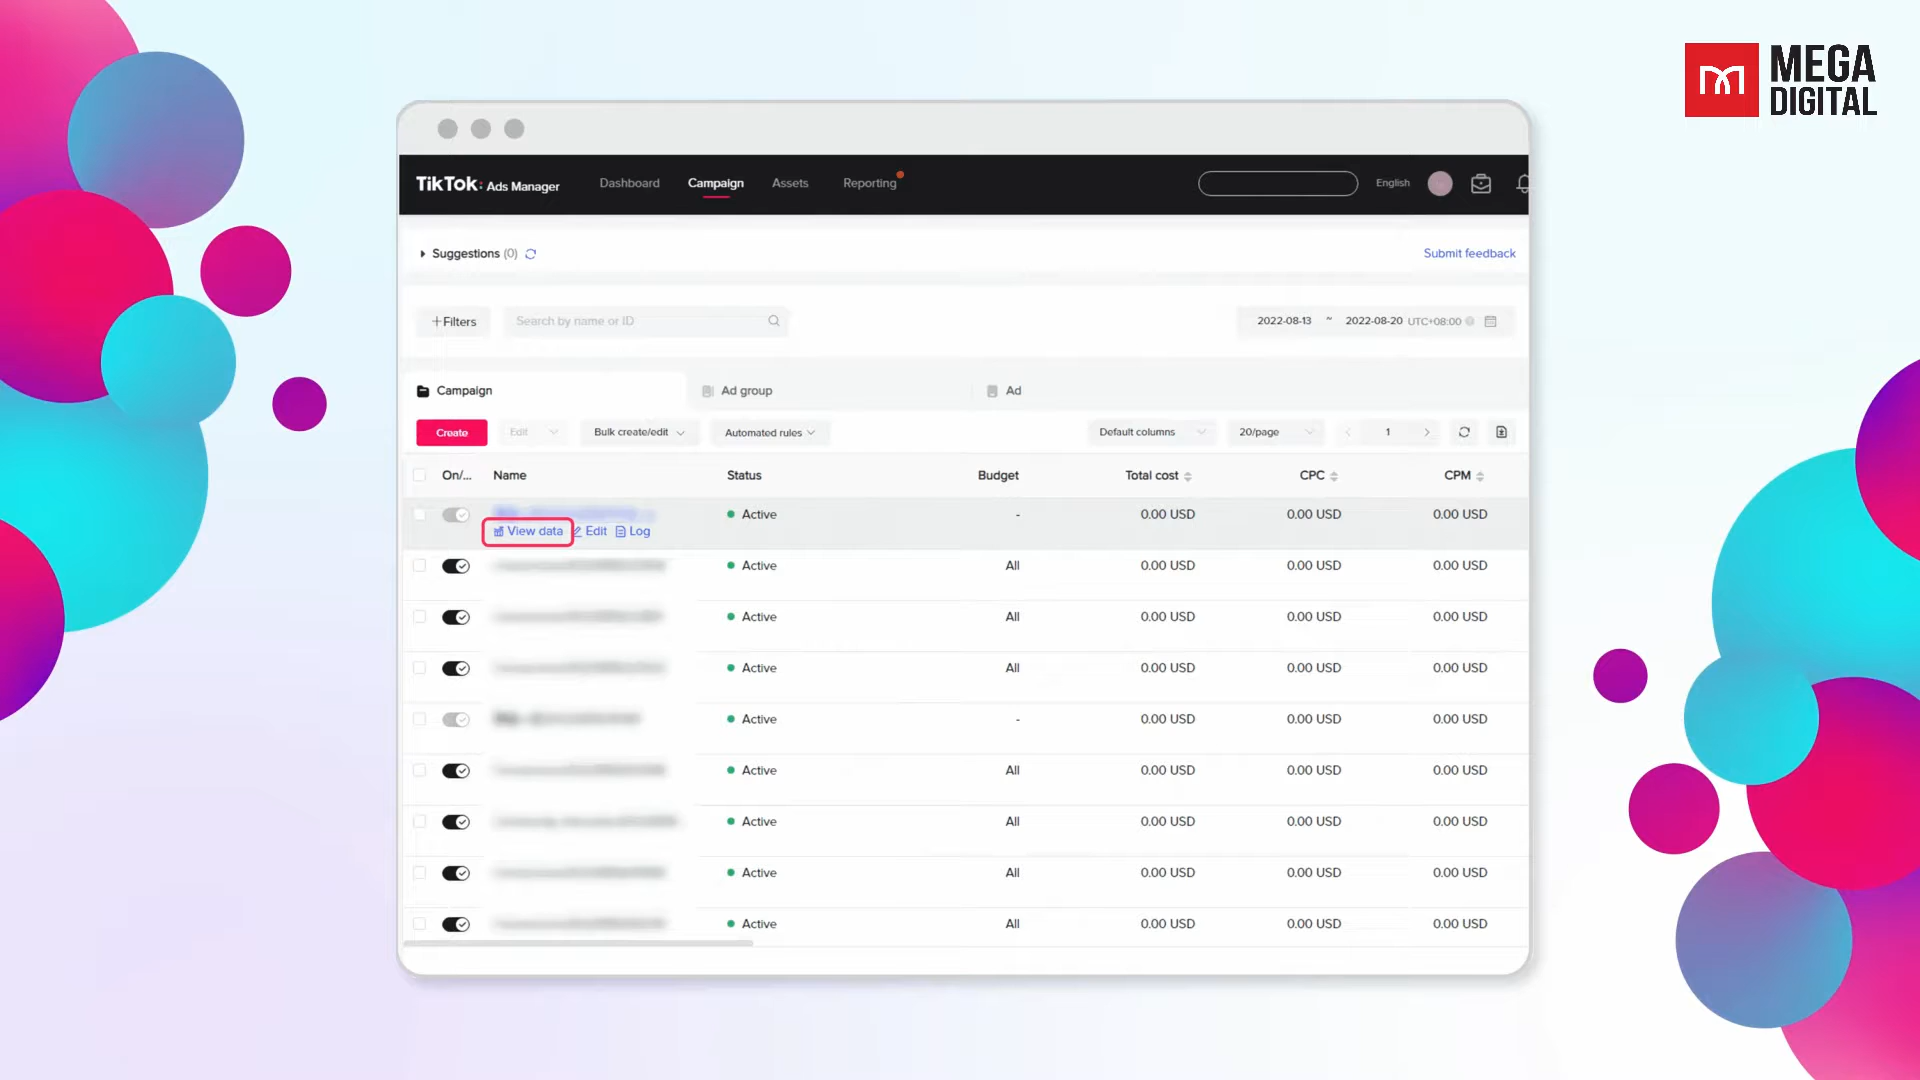 MEGA
DIGITAL
TikTok: Ads Manager Dashboard Campaign Assets Reporting English
Suggestions (0) Submit feedback
+Filters Search by name or ID 2022-08-13 ~ 2022-08-20 UTC+08:00
Campaign Ad group Ad
Create Edit Bulk create/edit Automated rules Default columns 20/page 1
On/... Name Status Budget Total cost CPC CPM
Active - 0.00 USD 0.00 USD 0.00 USD
View data Edit Log
Active All 0.00 USD 0.00 USD 0.00 USD
Active All 0.00 USD 0.00 USD 0.00 USD
Active All 0.00 USD 0.00 USD 0.00 USD
Active - 0.00 USD 0.00 USD 0.00 USD
Active All 0.00 USD 0.00 USD 0.00 USD
Active All 0.00 USD 0.00 USD 0.00 USD
Active All 0.00 USD 0.00 USD 0.00 USD
Active All 0.00 USD 0.00 USD 0.00 USD